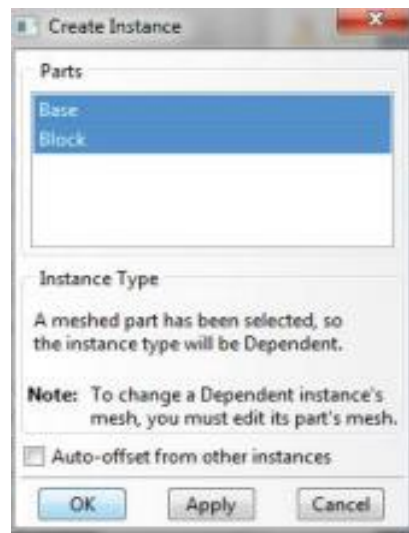 Create Instance
Parts
Base
Block
Instance Type
A meshed part has been selected, so
the instance type will be Dependent.
Note: To change a Dependent instance's
mesh, you must edit its part's mesh.
Auto-offset from other instances
OK Apply Cancel